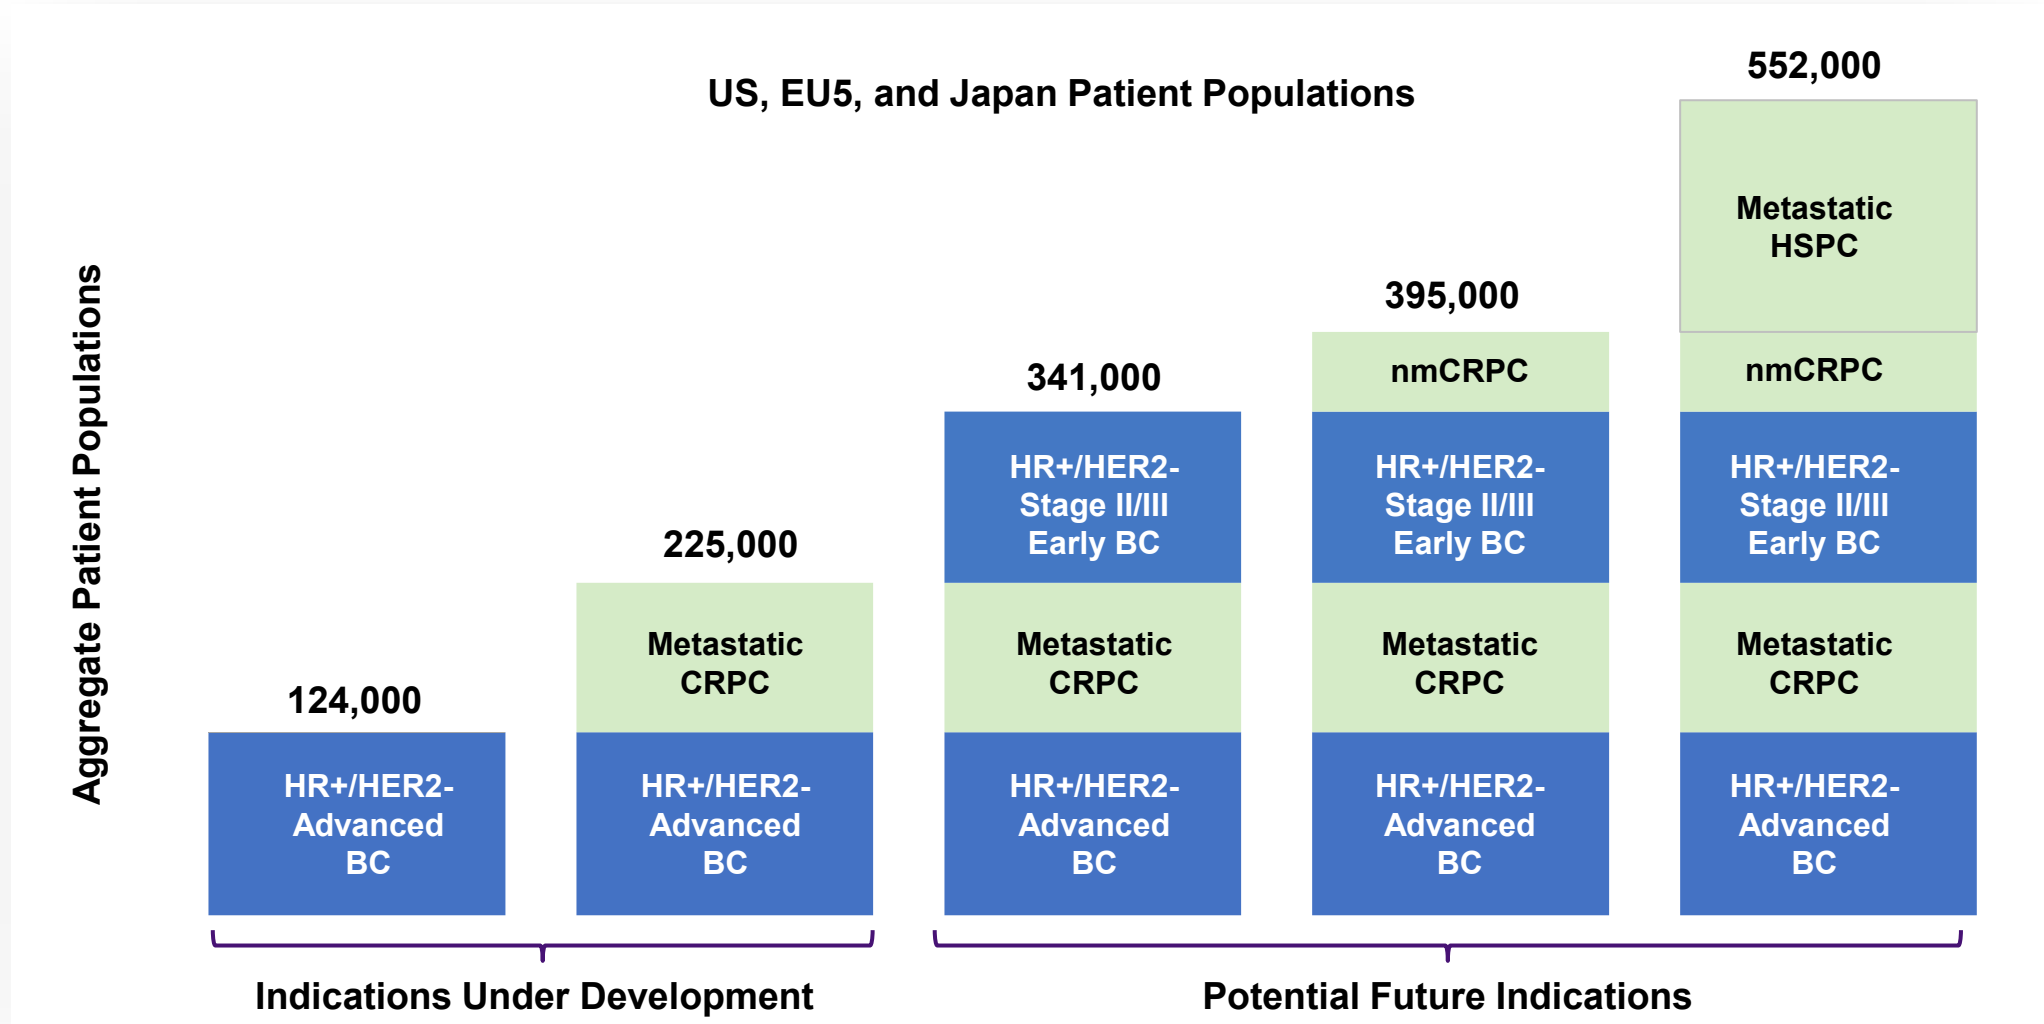 US, EU5, and Japan Patient Populations
Aggregate Patient Populations
124,000
HR+/HER2-
Advanced
BC
225,000
Metastatic
CRPC
HR+/HER2-
Advanced
BC
341,000
HR+/HER2-
Stage II/III
Early BC
Metastatic
CRPC
HR+/HER2-
Advanced
BC
395,000
nmCRPC
HR+/HER2-
Stage II/III
Early BC
Metastatic
CRPC
HR+/HER2-
Advanced
BC
552,000
Metastatic
HSPC
nmCRPC
HR+/HER2-
Stage II/III
Early BC
Metastatic
CRPC
HR+/HER2-
Advanced
BC
Indications Under Development
Potential Future Indications